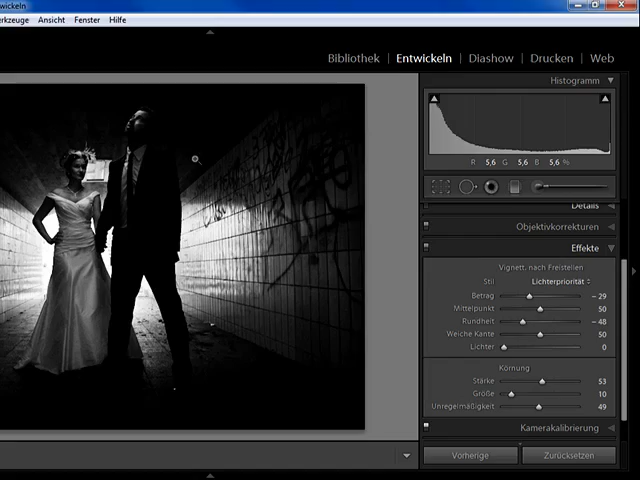 wickeln
rkzeuge Ansicht Fenster Hilfe
Bibliothek | Entwickeln | Diashow | Drucken | Web
Histogramm
R 5,6 G 5,6 B 5,6 %
Details
Objektivkorrekturen
Effekte
Vignett. nach Freistellen
Stil Lichterpriorität
Betrag - 29
Mittelpunkt 50
Rundheit - 48
Weiche Kante 50
Lichter 0
Körnung
Stärke 53
Größe 10
Unregelmäßigkeit 49
Kamerakalibrierung
Vorherige Zurücksetzen